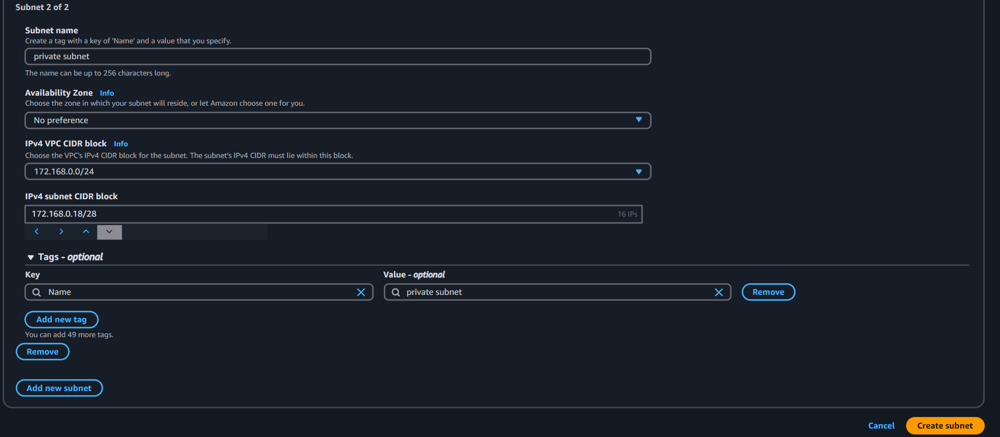 Subnet 2 of 2
Subnet name
Create a tag with a key of 'Name' and a value that you specify.
private subnet
The name can be up to 256 characters long.
Availability Zone Info
Choose the zone in which your subnet will reside, or let Amazon choose one for you.
No preference
IPv4 VPC CIDR block Info
Choose the VPC's IPv4 CIDR block for the subnet. The subnet's IPv4 CIDR must lie within this block.
172.168.0.0/24
IPv4 subnet CIDR block
172.168.0.18/28 16 IPs
Tags - optional
Key Value - optional
Name private subnet Remove
Add new tag
You can add 49 more tags.
Remove
Add new subnet
Cancel Create subnet